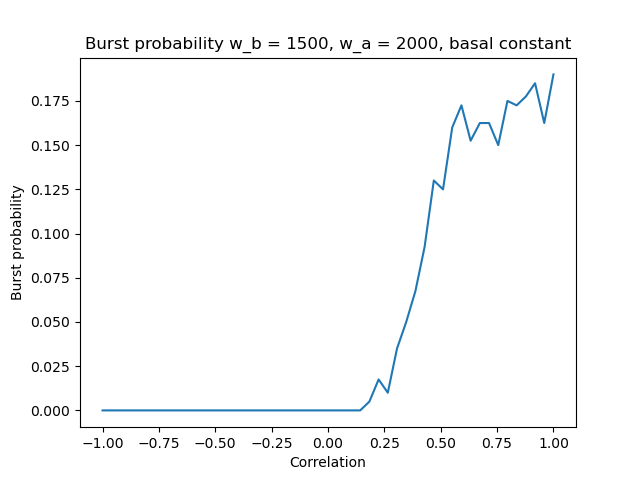 Burst probability w_b = 1500, w_a = 2000, basal constant
Burst probability
0.175
0.150
0.125
0.100
0.075
0.050
0.025
0.000
−1.00 −0.75 −0.50 −0.25 0.00 0.25 0.50 0.75 1.00
Correlation